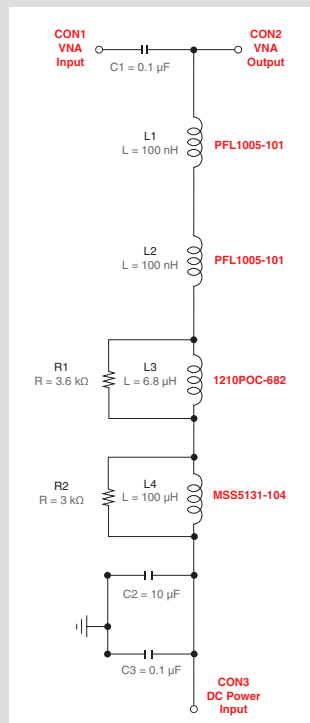 CON1
VNA
Input
CON2
VNA
Output
C1 = 0.1 µF
L1
L = 100 nH
PFL1005-101
L2
L = 100 nH
PFL1005-101
R1
R = 3.6 kΩ
L3
L = 6.8 µH
1210POC-682
R2
R = 3 kΩ
L4
L = 100 µH
MSS5131-104
C2 = 10 µF
C3 = 0.1 µF
CON3
DC Power
Input